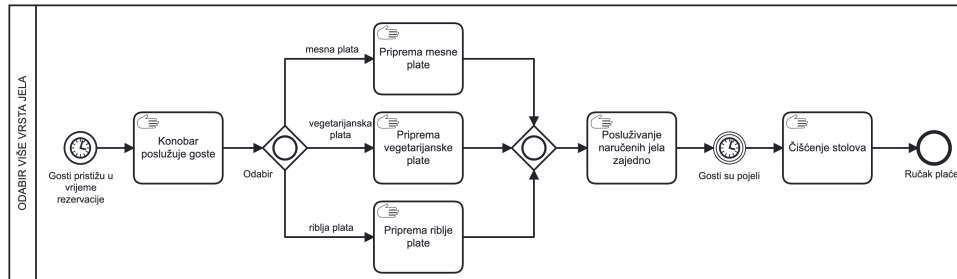 ODABIR VIŠE VRSTA JELA
Gosti pristižu u
vrijeme
rezervacije
Konobar
poslužuje goste
Odabir
mesna plata
vegetarijanska
plata
riblja plata
Priprema mesne
plate
Priprema
vegetarijanske
plate
Priprema riblje
plate
Posluživanje
naručenih jela
zajedno
Gosti su pojeli
Čišćenje stolova
Ručak plaće